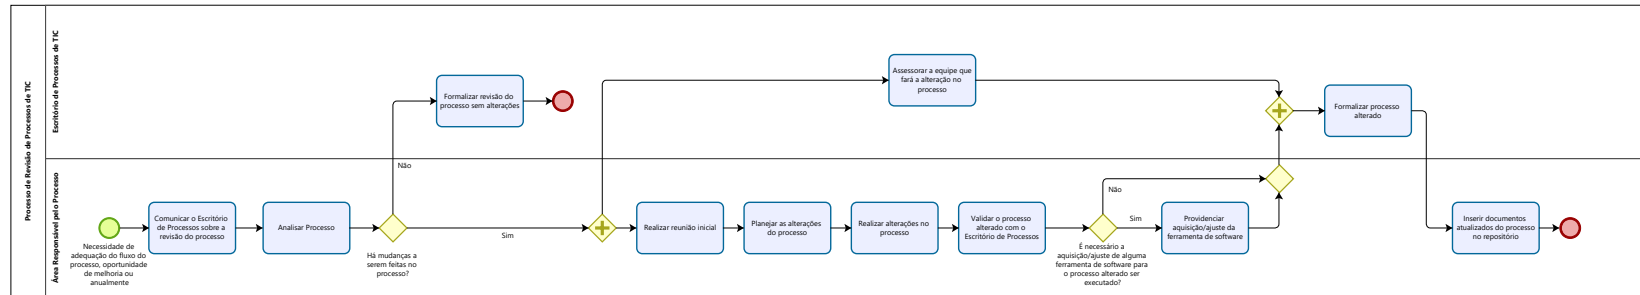 Processo de Revisão de Processos de TIC
Escritório de Processos de TIC
Área Responsável pelo Processo
Necessidade de
adequação do fluxo do
processo, oportunidade
de melhoria ou
anualmente
Comunicar o Escritório
de Processos sobre a
revisão do processo
Analisar Processo
Há mudanças a
serem feitas no
processo?
Não
Formalizar revisão do
processo sem alterações
Sim
Assessorar a equipe que
fará a alteração no
processo
Realizar reunião inicial
Planejar as alterações
do processo
Realizar alterações no
processo
Validar o processo
alterado com o
Escritório de Processos
É necessário a
aquisição/ajuste de alguma
ferramenta de software para
o processo alterado ser
executado?
Não
Sim
Providenciar
aquisição/ajuste da
ferramenta de software
Formalizar processo
alterado
Inserir documentos
atualizados do processo
no repositório